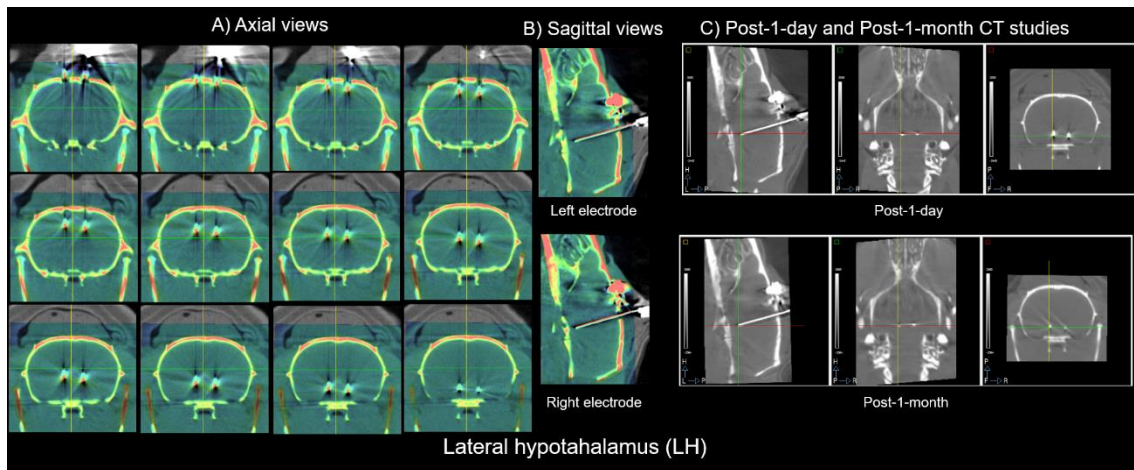 A) Axial views
B) Sagittal views
C) Post-1-day and Post-1-month CT studies
Left electrode
Post-1-day
Right electrode
Post-1-month
Lateral hypotahalamus (LH)
H
L
P
H
P
R
F
R
H
L
P
H
P
R
F
R